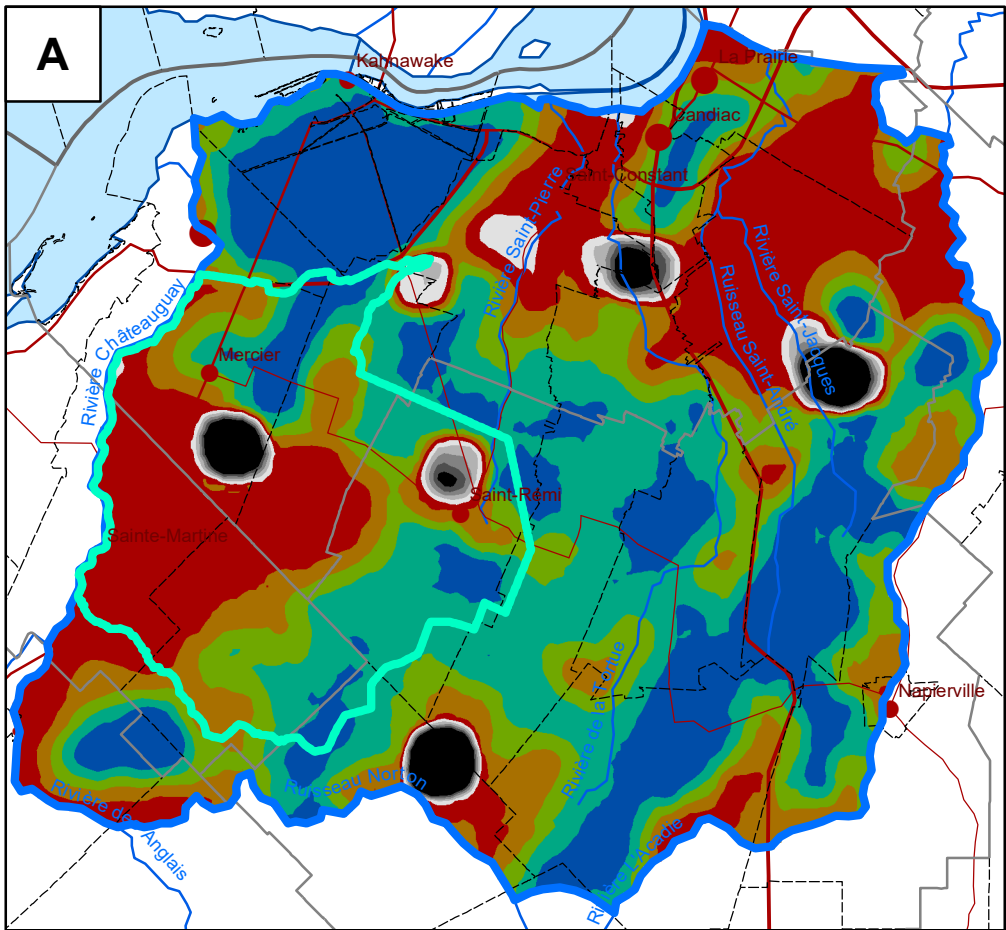 A
Kahnawake
La Prairie
Candiac
Saint-Constant
Rivière Saint-Pierre
Rivière Châteauguay
Rivière Saint-Jacques
Ruisseau Saint-André
Mercier
Saint-Rémi
Sainte-Martine
Rivière de la Tortue
Napierville
Ruisseau Norton
Rivière des Anglais
Rivière L'Acadie